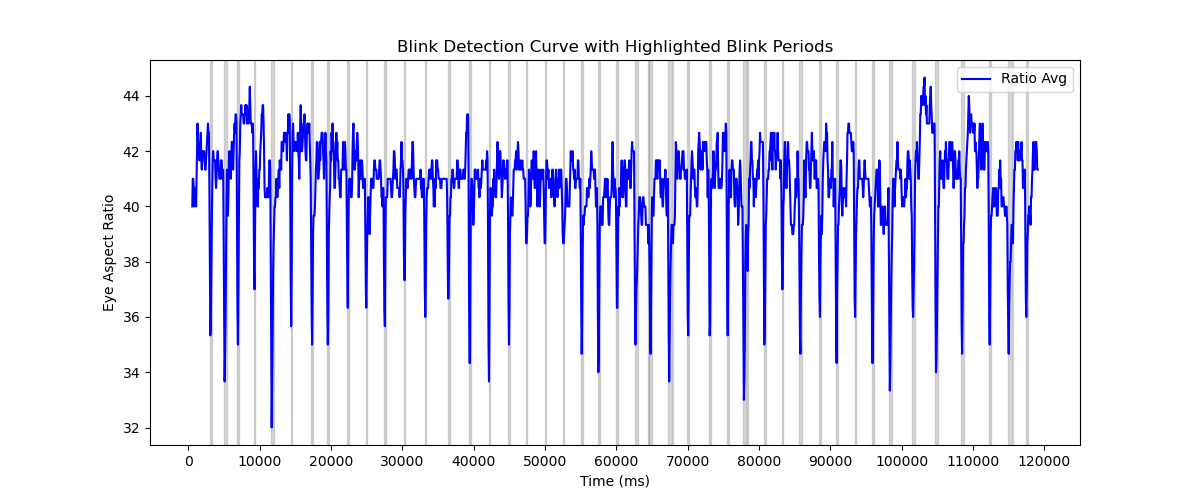 Blink Detection Curve with Highlighted Blink Periods
Ratio Avg
Eye Aspect Ratio
44
42
40
38
36
34
32
0 10000 20000 30000 40000 50000 60000 70000 80000 90000 100000 110000 120000
Time (ms)